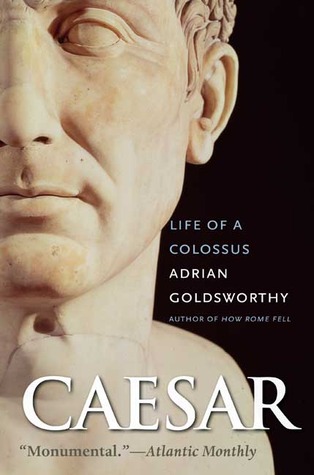 LIFE OF A
COLOSSUS
ADRIAN
GOLDSWORTHY
AUTHOR OF HOW ROME FELL
CAESAR
“Monumental.”—Atlantic Monthly